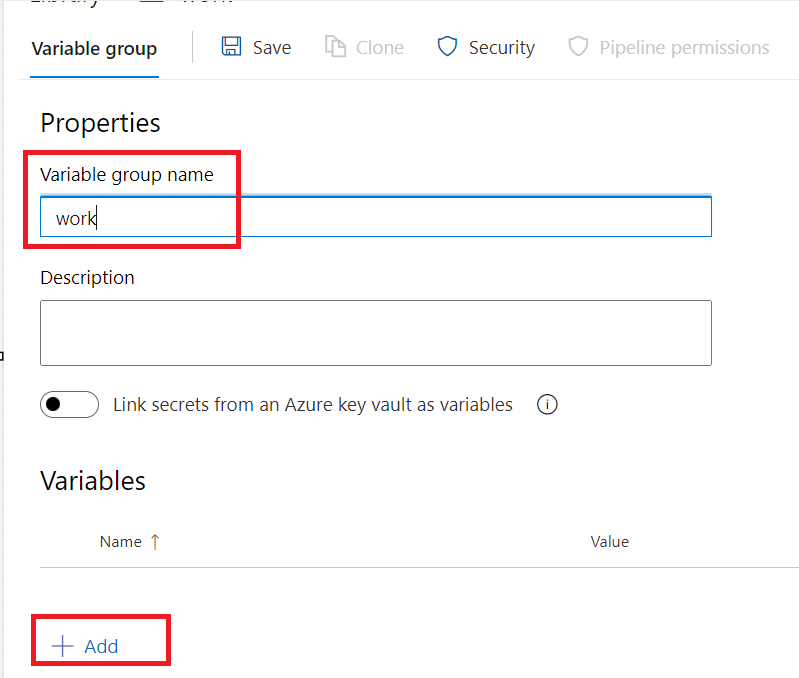 Variable group Save Clone Security Pipeline permissions
Properties
Variable group name
work
Description
Link secrets from an Azure key vault as variables
Variables
Name ↑ Value
+ Add